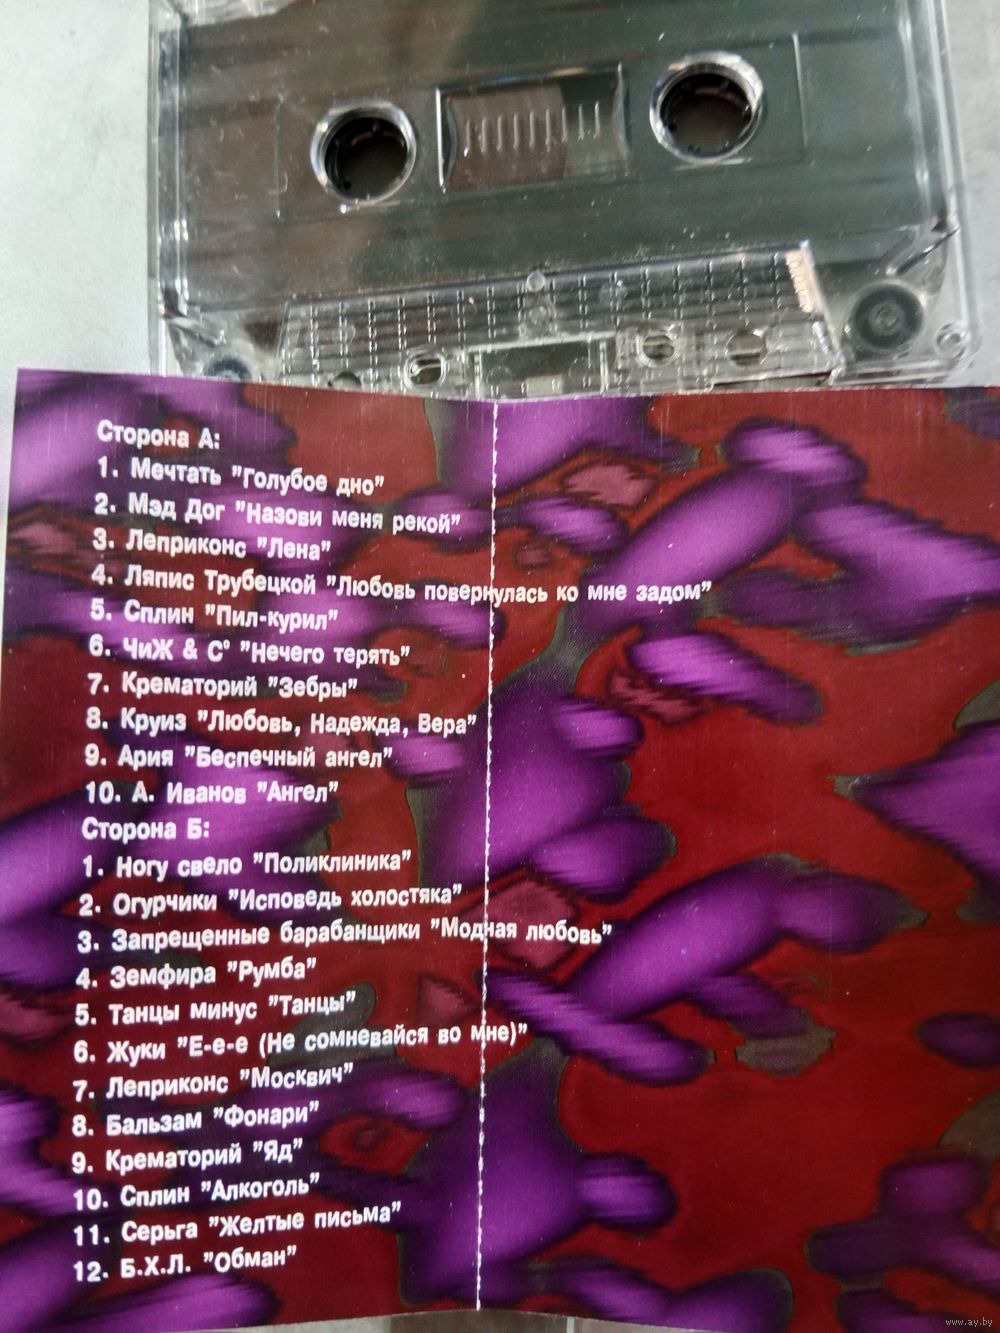 Сторона А:
1. Мечтать "Голубое дно"
2. Мэд Дог "Назови меня рекой"
3. Леприконс "Лена"
4. Ляпис Трубецкой "Любовь повернулась ко мне задом"
5. Сплин "Пил-курил"
6. ЧиЖ & С° "Нечего терять"
7. Крематорий "Зебры"
8. Круиз "Любовь, Надежда, Вера"
9. Ария "Беспечный ангел"
10. А. Иванов "Ангел"
Сторона Б:
1. Ногу свело "Поликлиника"
2. Огурчики "Исповедь холостяка"
3. Запрещенные барабанщики "Модная любовь"
4. Земфира "Румба"
5. Танцы минус "Танцы"
6. Жуки "Е-е-е (Не сомневайся во мне)"
7. Леприконс "Москвич"
8. Бальзам "Фонари"
9. Крематорий "Яд"
10. Сплин "Алкоголь"
11. Серьга "Желтые письма"
12. Б.Х.Л. "Обман"
www.ay.by